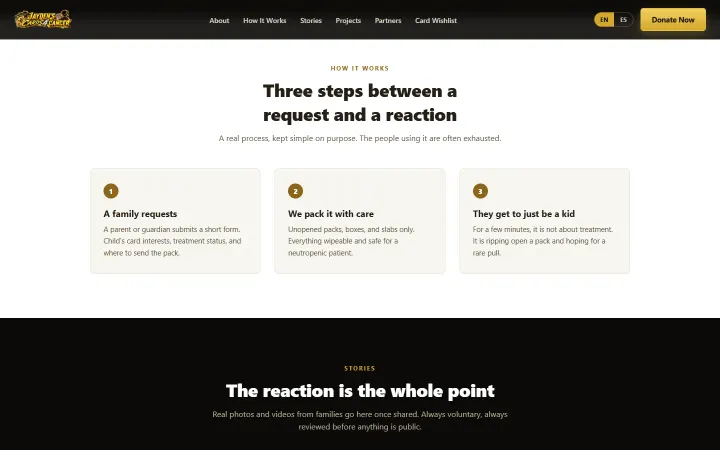 JAYDEN'S
CARDS 4 CANCER
About How It Works Stories Projects Partners Card Wishlist
EN ES
Donate Now
HOW IT WORKS
Three steps between a
request and a reaction
A real process, kept simple on purpose. The people using it are often exhausted.
1
A family requests
A parent or guardian submits a short form.
Child's card interests, treatment status, and
where to send the pack.
2
We pack it with care
Unopened packs, boxes, and slabs only.
Everything wipeable and safe for a
neutropenic patient.
3
They get to just be a kid
For a few minutes, it is not about treatment.
It is ripping open a pack and hoping for a
rare pull.
STORIES
The reaction is the whole point
Real photos and videos from families go here once shared. Always voluntary, always
reviewed before anything is public.